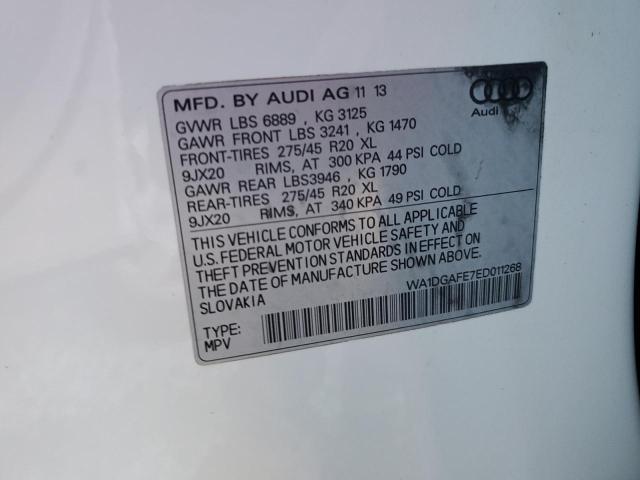 MFD. BY AUDI AG 11 13
GVWR LBS 6889 , KG 3125
GAWR FRONT LBS 3241 , KG 1470
FRONT-TIRES 275/45 R20 XL
9JX20 RIMS, AT 300 KPA 44 PSI COLD
GAWR REAR LBS3946 , KG 1790
REAR-TIRES 275/45 R20 XL
9JX20 RIMS, AT 340 KPA 49 PSI COLD
Audi
THIS VEHICLE CONFORMS TO ALL APPLICABLE
U.S. FEDERAL MOTOR VEHICLE SAFETY AND
THEFT PREVENTION STANDARDS IN EFFECT ON
THE DATE OF MANUFACTURE SHOWN ABOVE.
SLOVAKIA
WA1DGAFE7ED011268
TYPE:
MPV